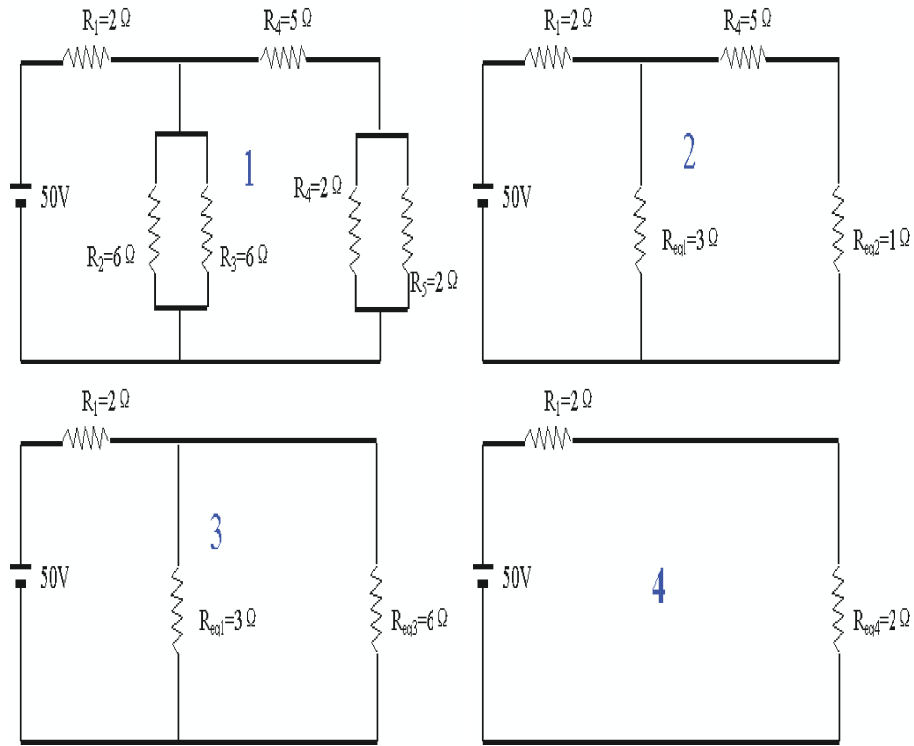 R₁=2 Ω
R₄=5 Ω
50V
R₂=6 Ω
R₃=6 Ω
1
R₄=2 Ω
R₅=2 Ω
R₁=2 Ω
R₄=5 Ω
50V
2
Req1=3 Ω
Req2=1 Ω
R₁=2 Ω
50V
3
Req1=3 Ω
Req3=6 Ω
R₁=2 Ω
50V
4
Req4=2 Ω